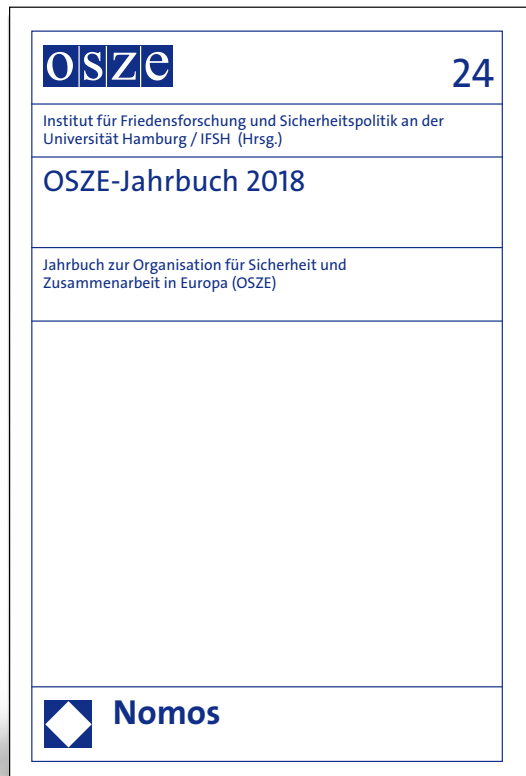 osze
24
Institut für Friedensforschung und Sicherheitspolitik an der
Universität Hamburg / IFSH (Hrsg.)
OSZE-Jahrbuch 2018
Jahrbuch zur Organisation für Sicherheit und
Zusammenarbeit in Europa (OSZE)
Nomos